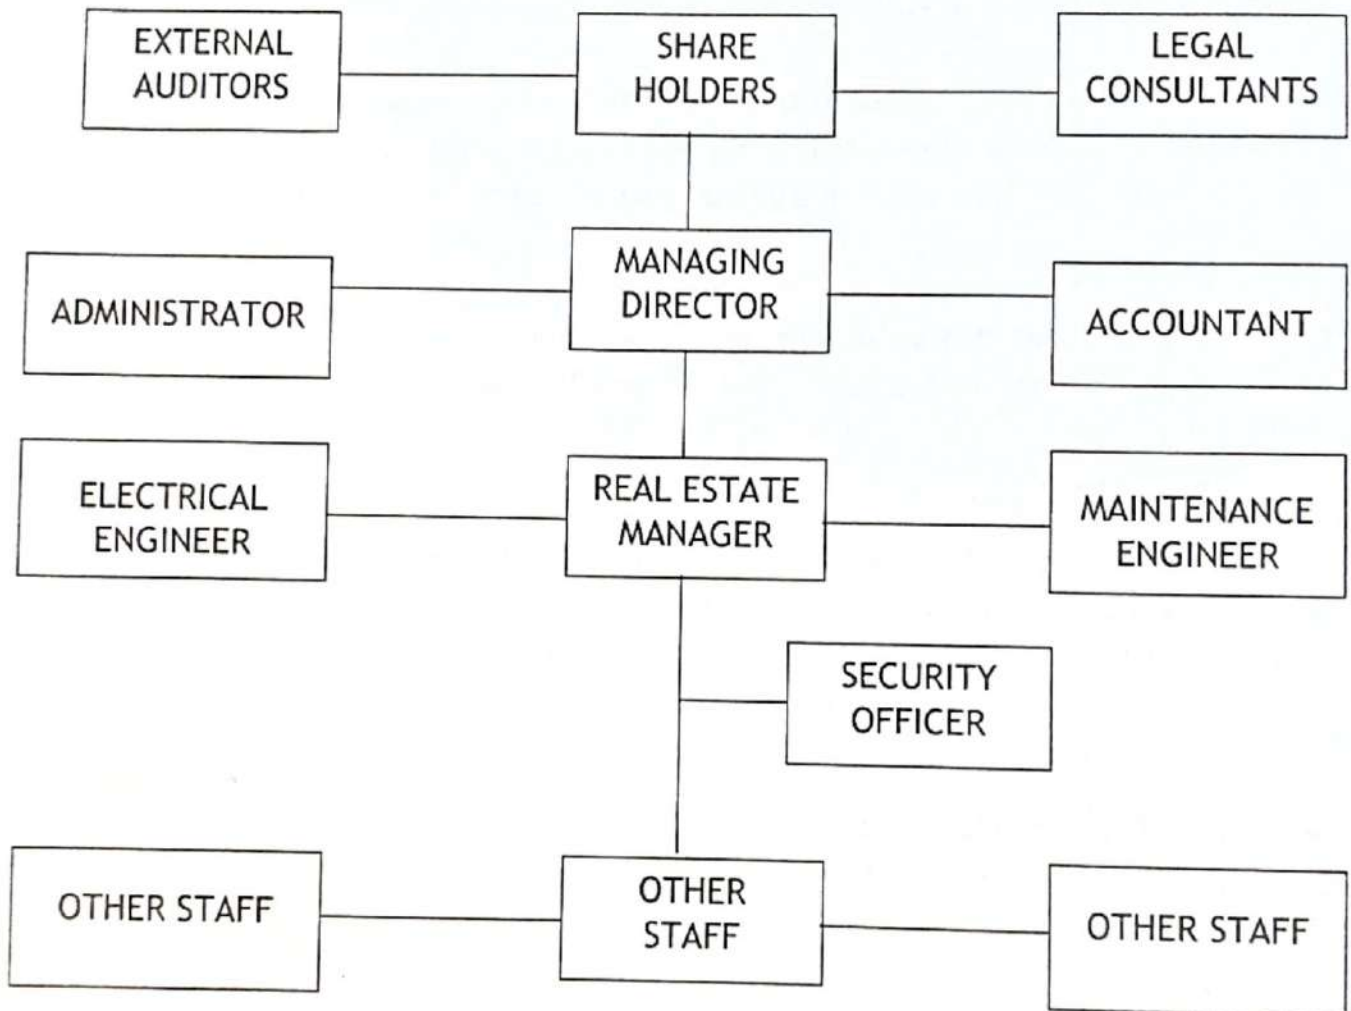 EXTERNAL
AUDITORS
SHARE
HOLDERS
LEGAL
CONSULTANTS
ADMINISTRATOR
MANAGING
DIRECTOR
ACCOUNTANT
ELECTRICAL
ENGINEER
REAL ESTATE
MANAGER
MAINTENANCE
ENGINEER
SECURITY
OFFICER
OTHER STAFF
OTHER
STAFF
OTHER STAFF